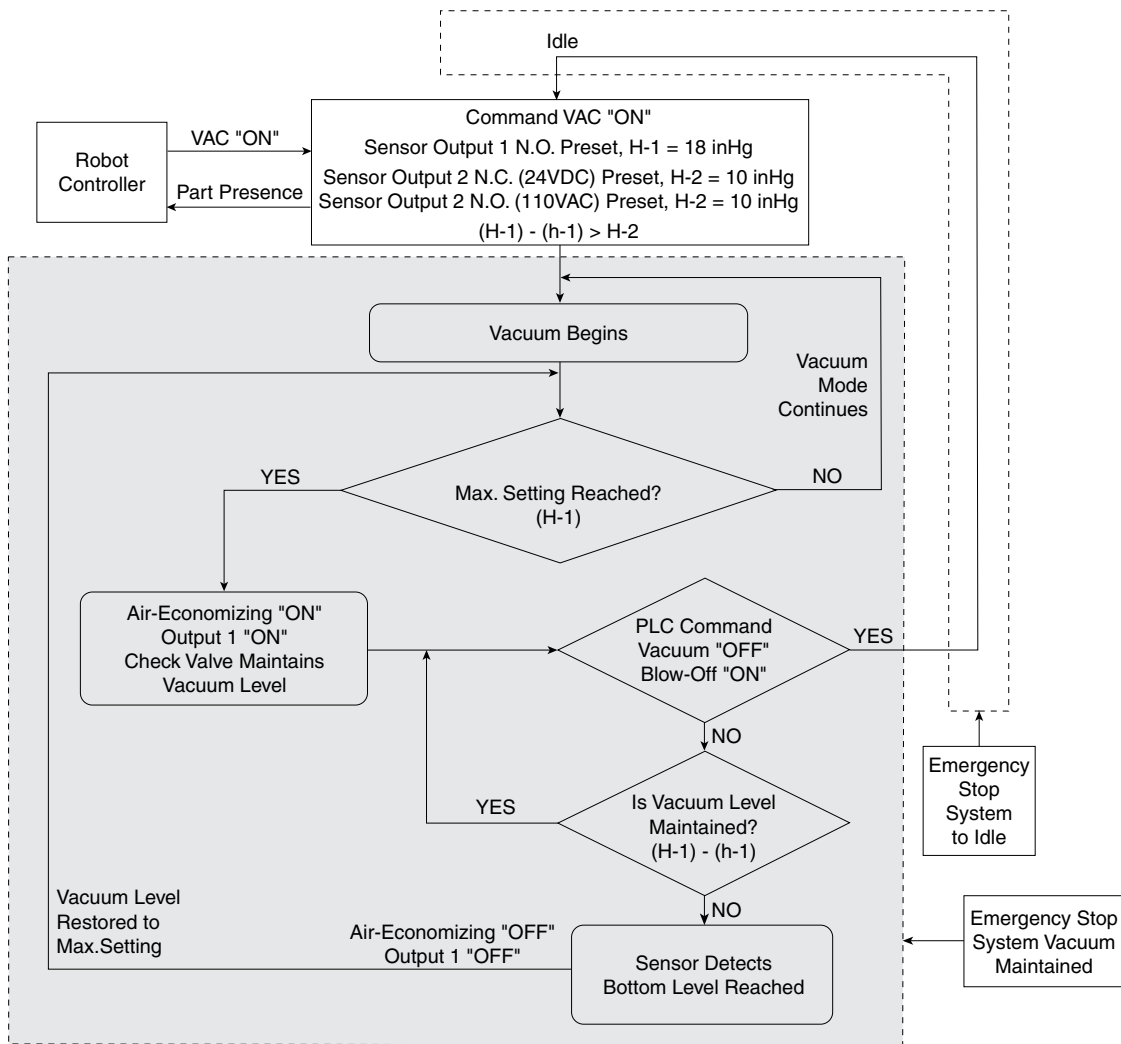 Idle
Command VAC "ON"
Sensor Output 1 N.O. Preset, H-1 = 18 inHg
Sensor Output 2 N.C. (24VDC) Preset, H-2 = 10 inHg
Sensor Output 2 N.O. (110VAC) Preset, H-2 = 10 inHg
(H-1) - (h-1) > H-2
Robot
Controller
VAC "ON"
Part Presence
Vacuum Begins
Vacuum
Mode
Continues
YES
Max. Setting Reached?
(H-1)
NO
Air-Economizing "ON"
Output 1 "ON"
Check Valve Maintains
Vacuum Level
PLC Command
Vacuum "OFF"
Blow-Off "ON"
YES
NO
YES
Is Vacuum Level
Maintained?
(H-1) - (h-1)
Emergency
Stop
System
to Idle
NO
Vacuum Level
Restored to
Max.Setting
Air-Economizing "OFF"
Output 1 "OFF"
Sensor Detects
Bottom Level Reached
Emergency Stop
System Vacuum
Maintained